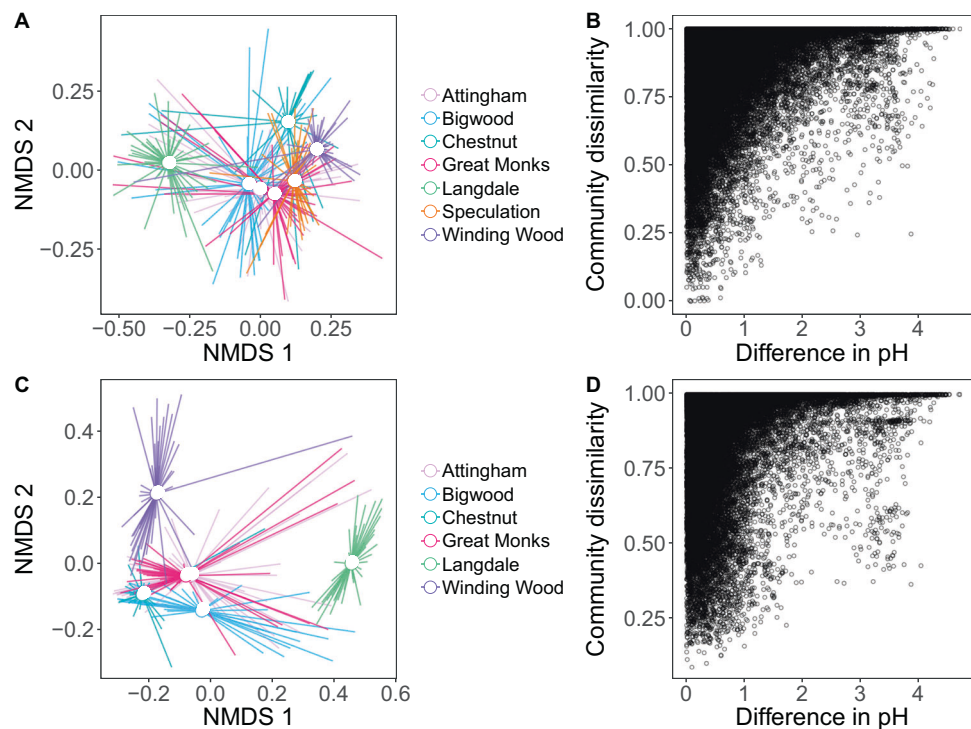 A
NMDS 2
0.25
0.00
−0.25
−0.50
−0.25
0.00
0.25
NMDS 1
Attingham
Bigwood
Chestnut
Great Monks
Langdale
Speculation
Winding Wood
B
Community dissimilarity
1.00
0.75
0.50
0.25
0.00
0
1
2
3
4
Difference in pH
C
NMDS 2
0.4
0.2
0.0
−0.2
−0.2
0.0
0.2
0.4
0.6
NMDS 1
Attingham
Bigwood
Chestnut
Great Monks
Langdale
Winding Wood
D
Community dissimilarity
1.00
0.75
0.50
0.25
0
1
2
3
4
Difference in pH